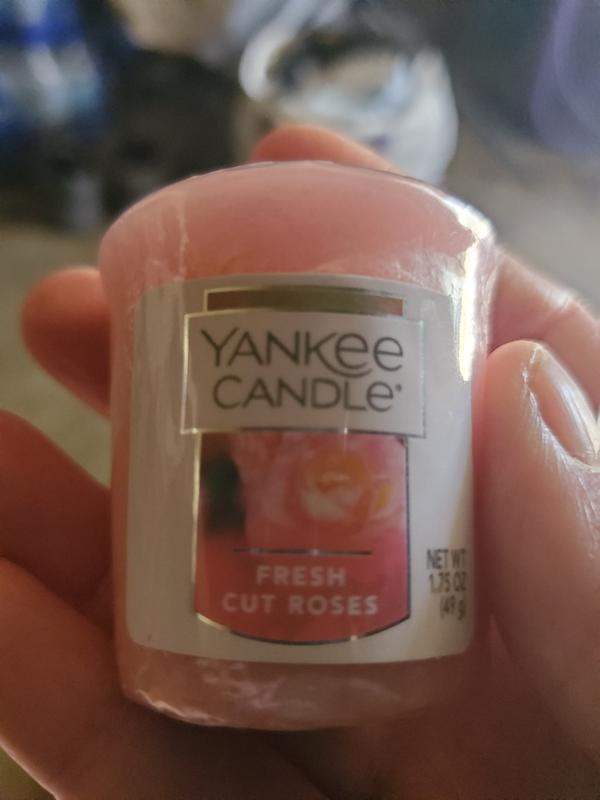 YANKEE
CANDLE®
FRESH
CUT ROSES
NET WT
1.75 OZ
(49 g)